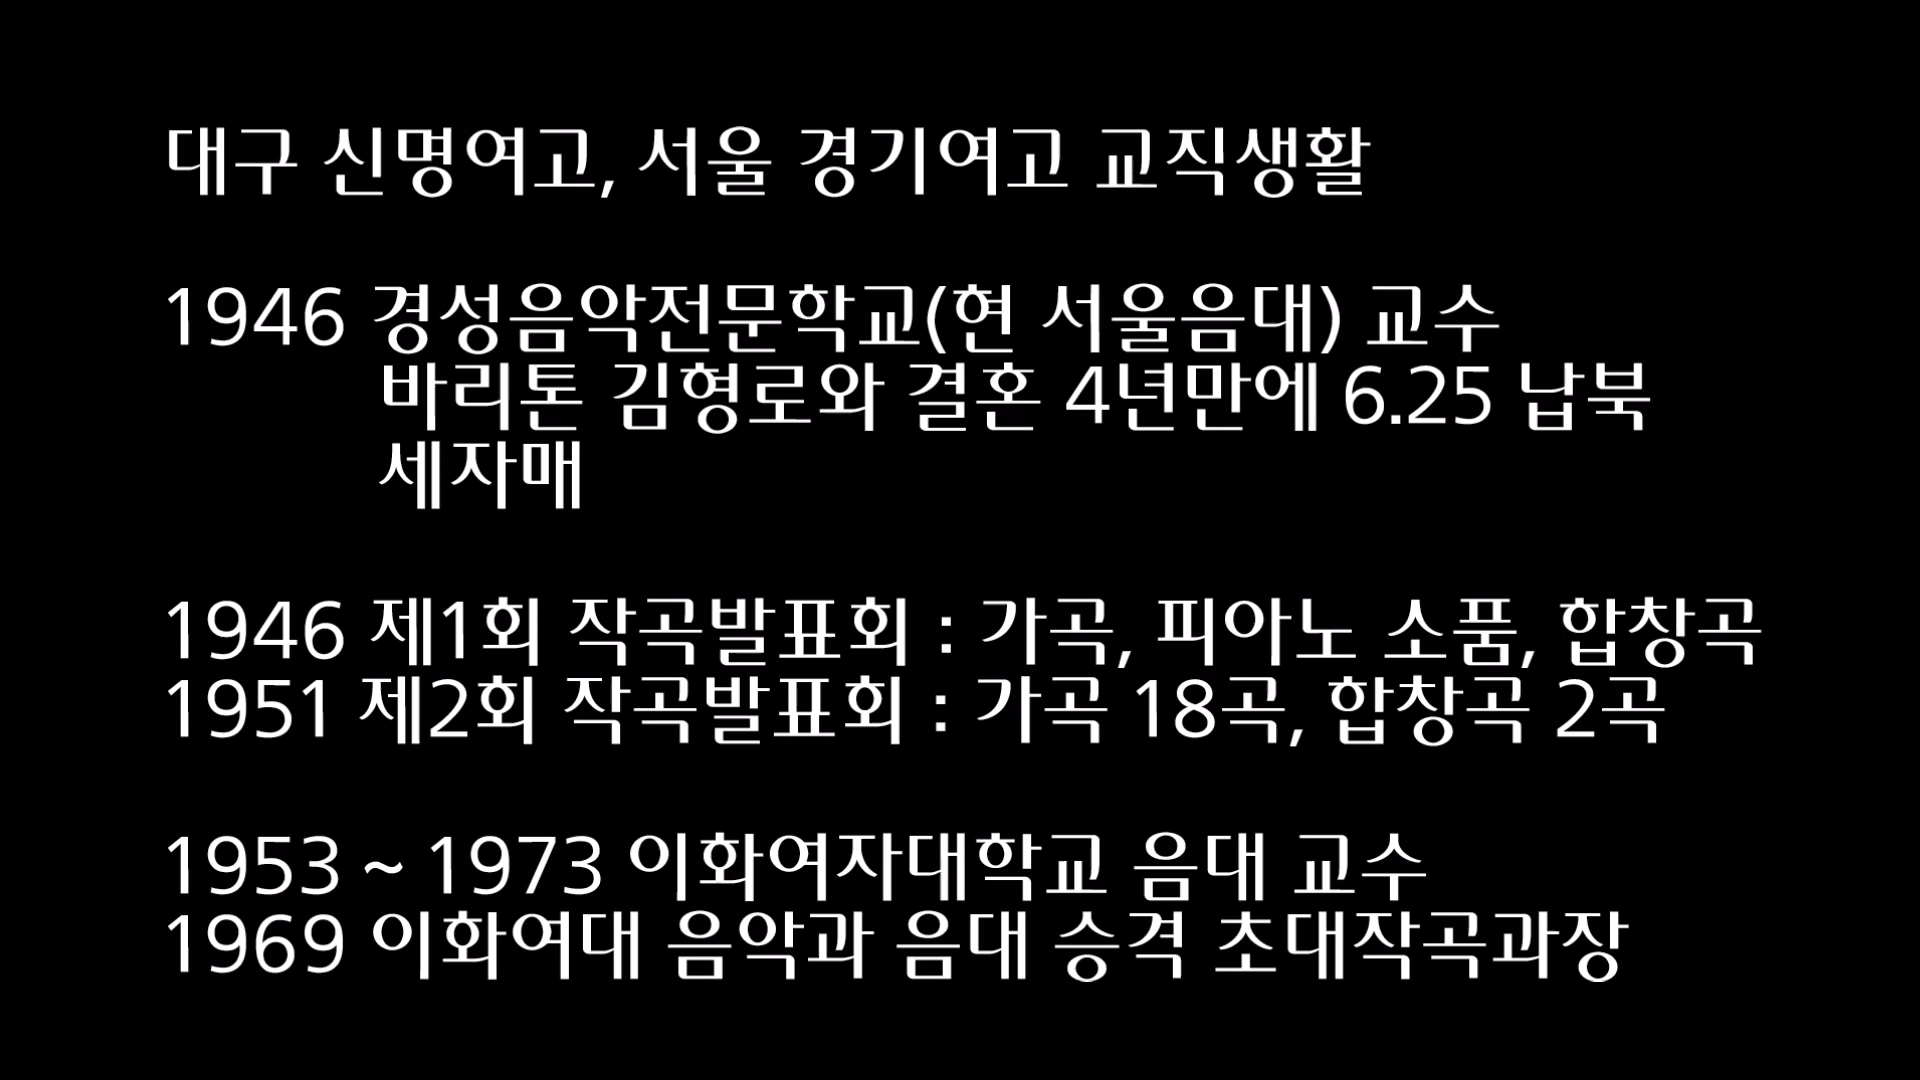 대구 신명여고, 서울 경기여고 교직생활
1946 경성음악전문학교(현 서울음대) 교수
바리톤 김형로와 결혼 4년만에 6.25 납북
세자매
1946 제1회 작곡발표회 : 가곡, 피아노 소품, 합창곡
1951 제2회 작곡발표회 : 가곡 18곡, 합창곡 2곡
1953 ~ 1973 이화여자대학교 음대 교수
1969 이화여대 음악과 음대 승격 초대작곡과장